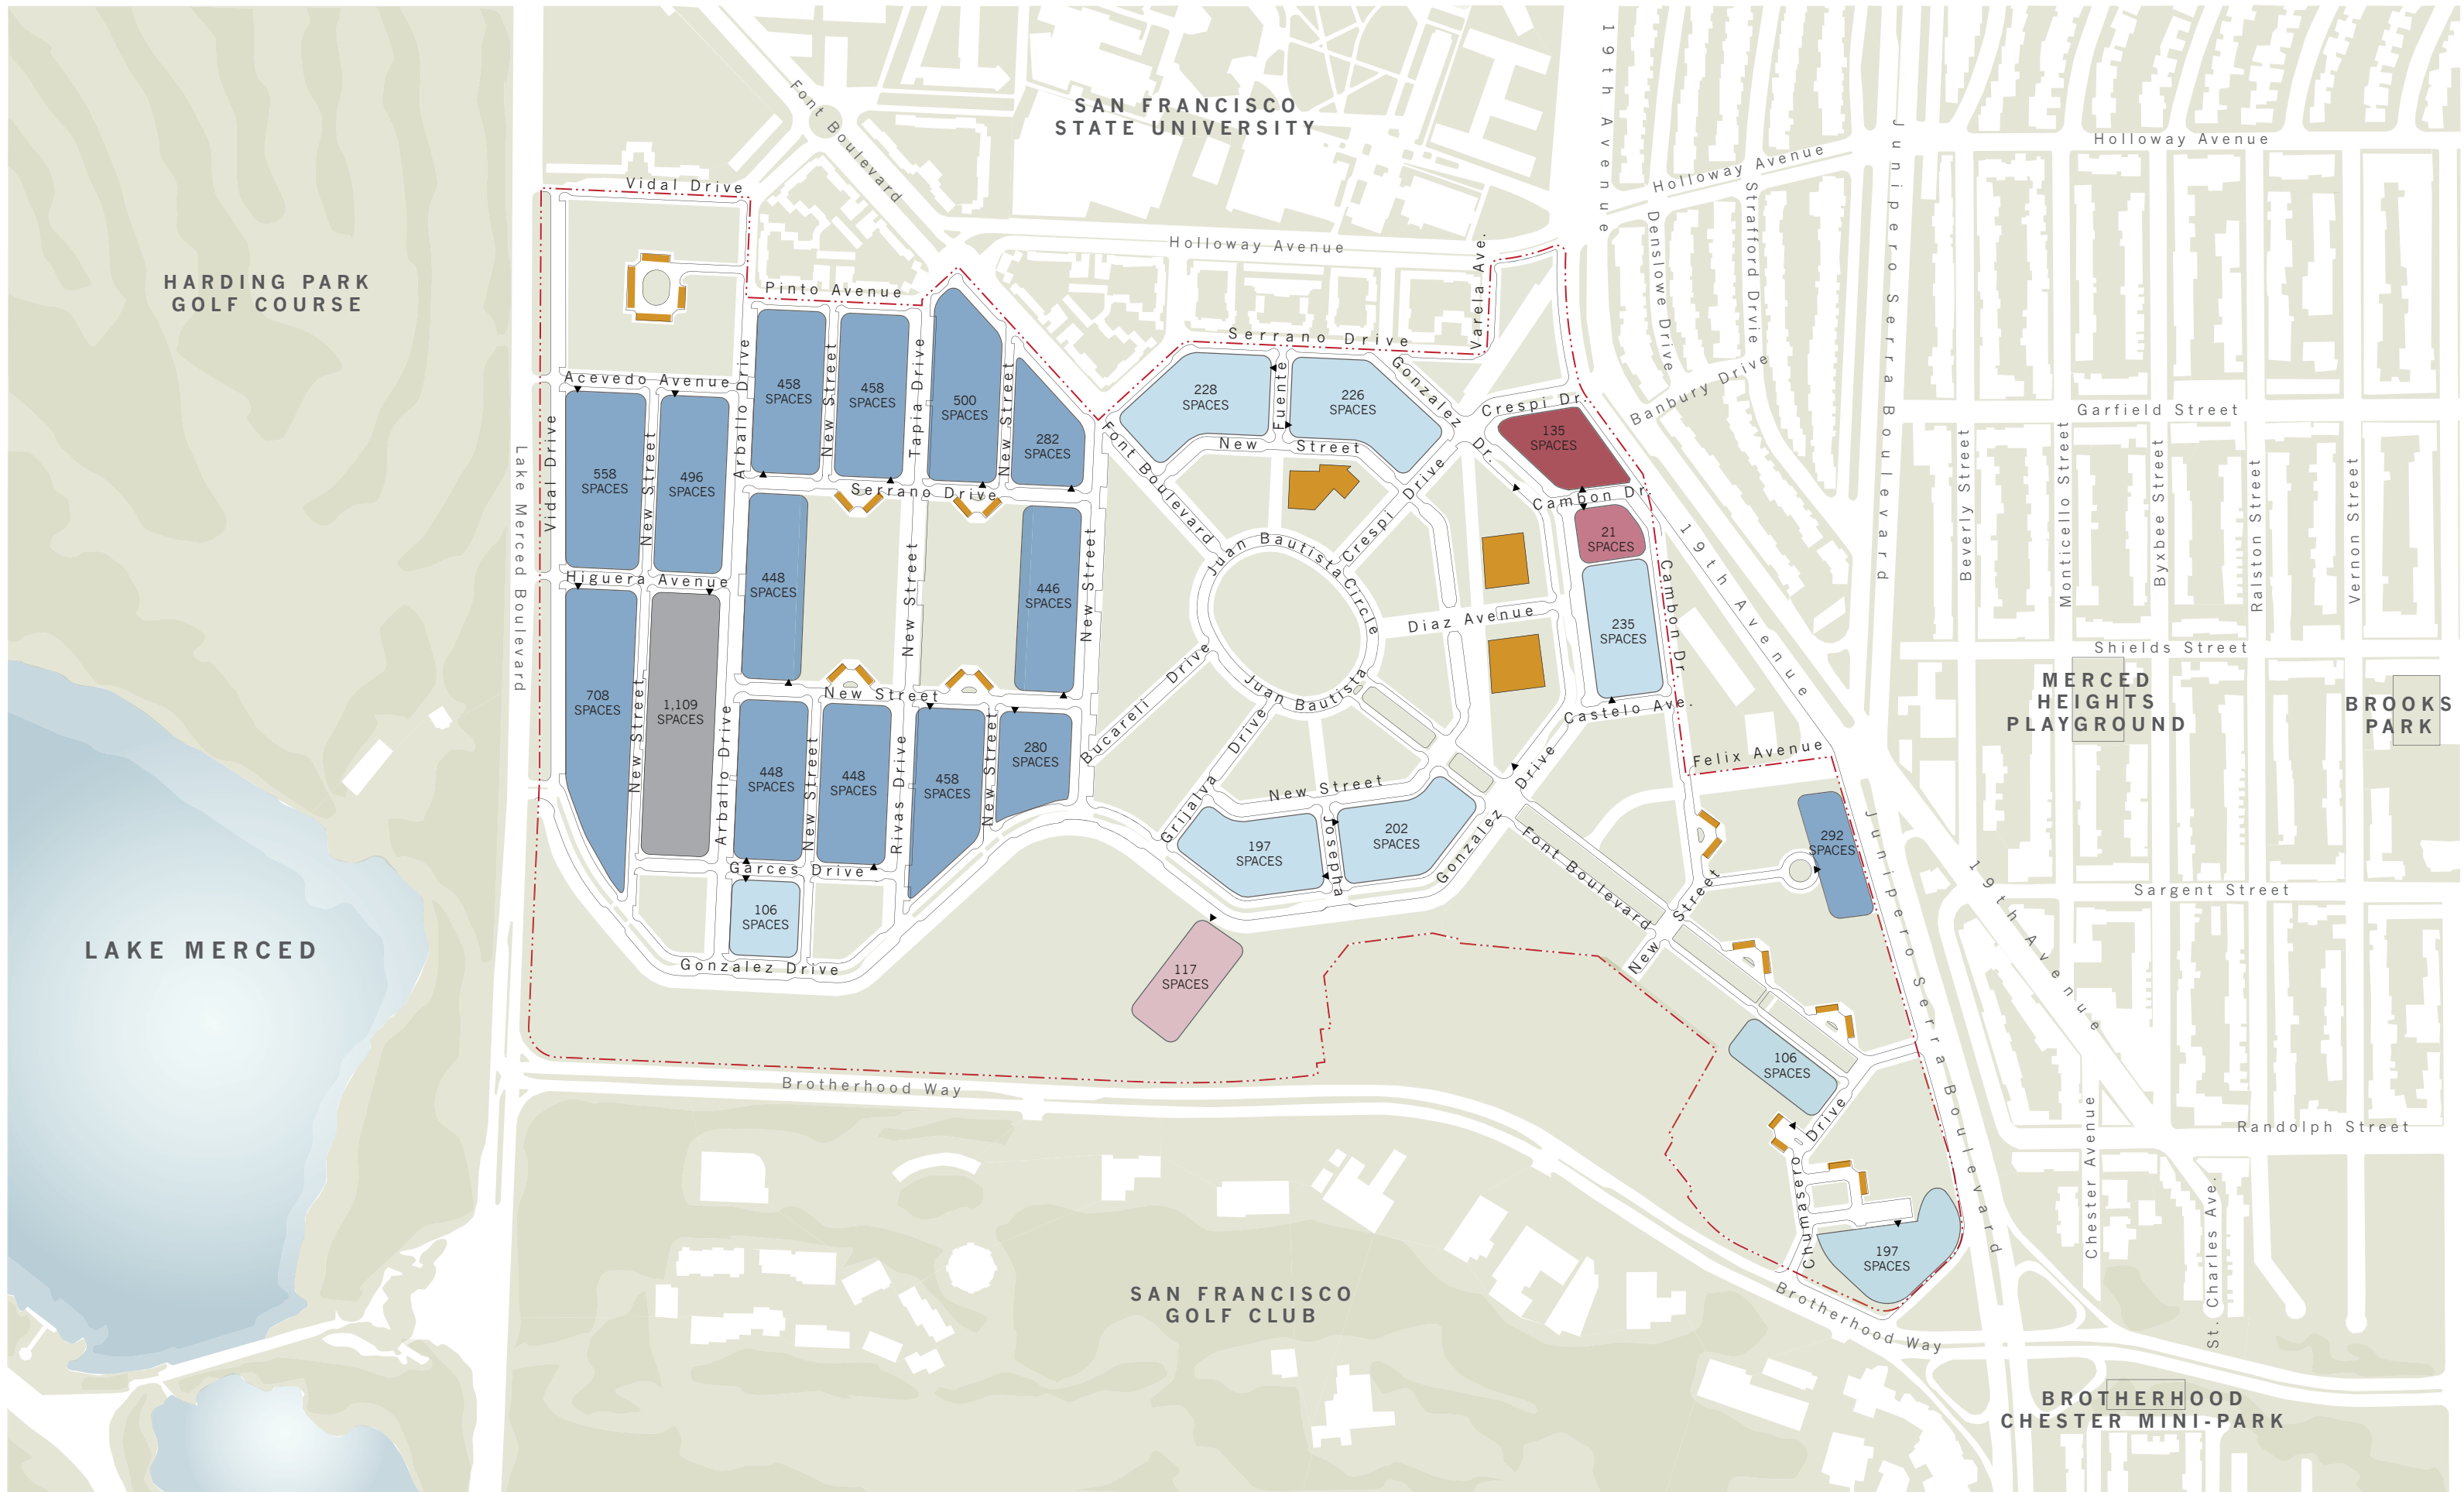 SAN FRANCISCO
STATE UNIVERSITY
Font Boulevard
19th Avenue
Junipero Serra Boulevard
Holloway Avenue
Holloway Avenue
Strafford Drvie
Denslowe Drive
Vidal Drive
Holloway Avenue
Varela Ave.
HARDING PARK
GOLF COURSE
Pinto Avenue
Serrano Drive
Gonzalez Dr.
Banbury Drive
Acevedo Avenue
Arballo Drive
458
SPACES
New Street
458
SPACES
Tapia Drive
500
SPACES
New Street
282
SPACES
228
SPACES
Fuente
226
SPACES
Crespi Dr.
135
SPACES
Garfield Street
Font Boulevard
New Street
Lake Merced Boulevard
Vidal Drive
558
SPACES
New Street
496
SPACES
Serrano Drive
Crespi Drive
Cambon Dr.
21
SPACES
19th Avenue
Beverly Street
Monticello Street
Byxbee Street
Ralston Street
Vernon Street
Higuera Avenue
448
SPACES
New Street
446
SPACES
New Street
Juan Bautista Circle
Diaz Avenue
235
SPACES
Cambon Dr.
Shields Street
MERCED
HEIGHTS
PLAYGROUND
BROOKS
PARK
708
SPACES
New Street
1,109
SPACES
Arballo Drive
New Street
Bucareli Drive
Juan Bautista
Castelo Ave.
Felix Avenue
448
SPACES
New Street
448
SPACES
Rivas Drive
458
SPACES
New Street
280
SPACES
Grijalva Drive
New Street
Gonzalez Drive
197
SPACES
Josepha
202
SPACES
Font Boulevard
292
SPACES
Junipero Serra Boulevard
19th Avenue
Sargent Street
Garces Drive
106
SPACES
Gonzalez Drive
New Street
LAKE MERCED
117
SPACES
106
SPACES
Brotherhood Way
Chumasero Drive
Chester Avenue
Randolph Street
St. Charles Ave.
197
SPACES
SAN FRANCISCO
GOLF CLUB
Brotherhood Way
BROTHERHOOD
CHESTER MINI-PARK